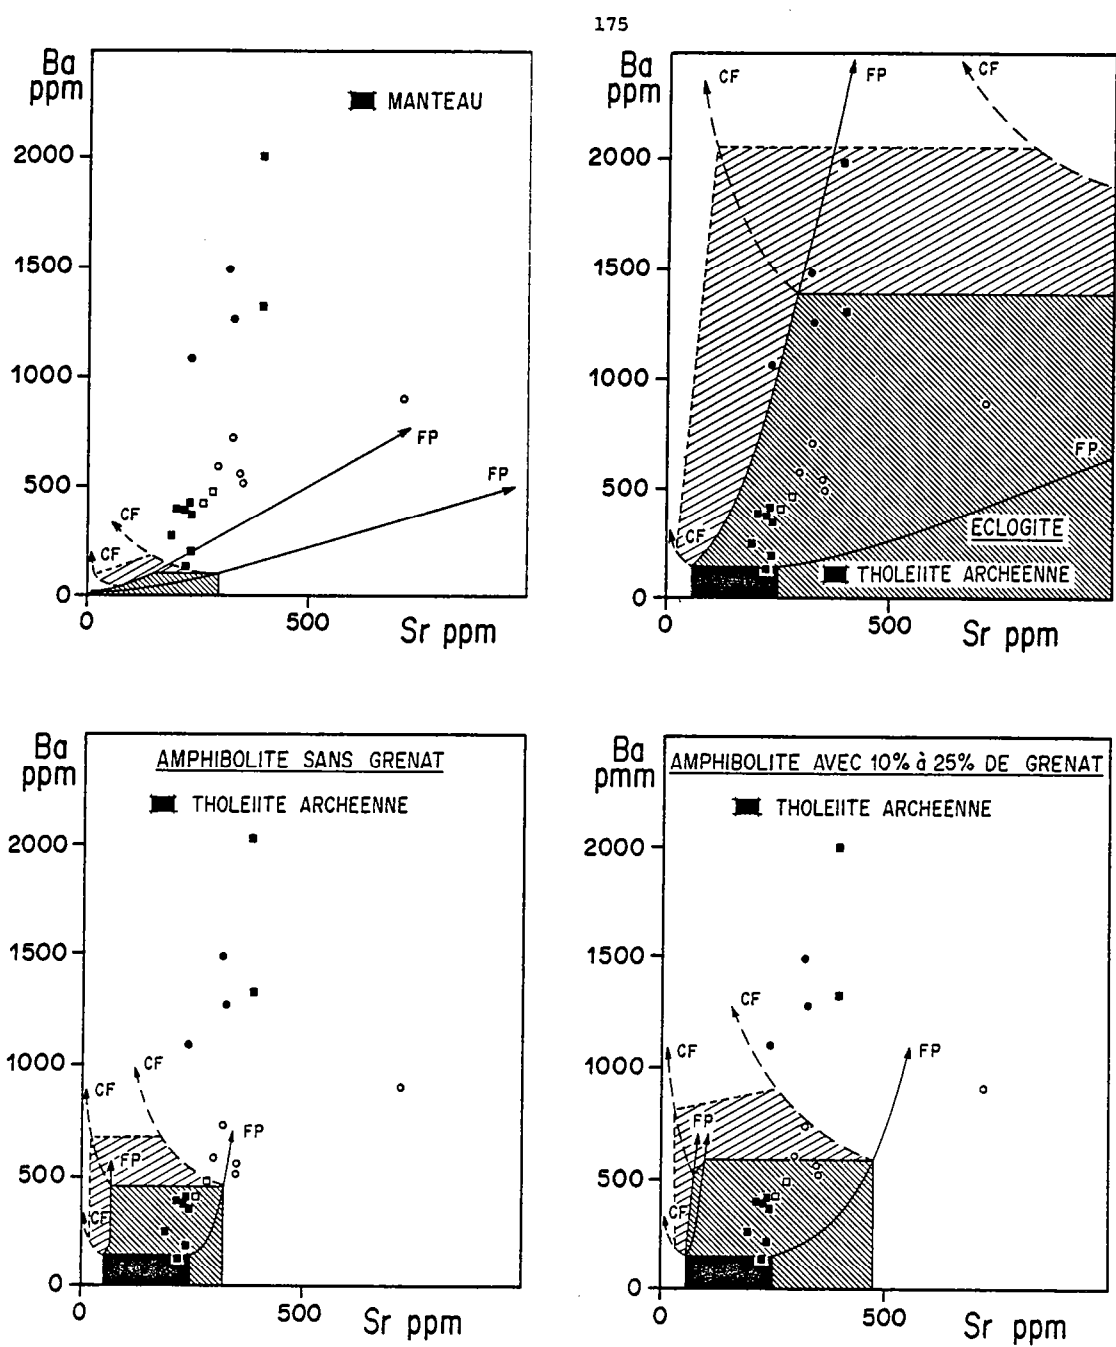 175
Ba
ppm
MANTEAU
2000
1500
1000
500
0
CF
CF
FP
FP
0
500
Sr ppm
Ba
ppm
CF
FP
CF
2000
1500
1000
500
0
CF
FP
ECLOGITE
THOLEIITE ARCHEENNE
0
500
Sr ppm
Ba
ppm
AMPHIBOLITE SANS GRENAT
THOLEIITE ARCHEENNE
2000
1500
1000
500
0
CF
CF
FP
FP
CF
0
500
Sr ppm
Ba
pmm
AMPHIBOLITE AVEC 10% à 25% DE GRENAT
THOLEIITE ARCHEENNE
2000
1500
1000
500
0
CF
CF
FP
FP
CF
0
500
Sr ppm